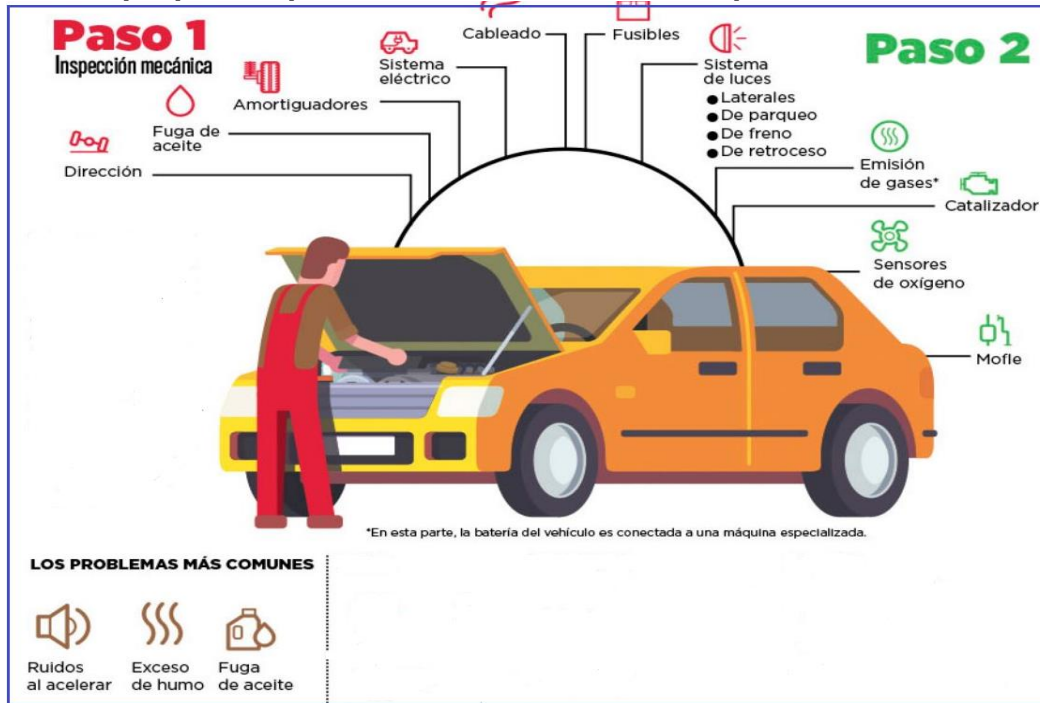 Paso 1
Inspección mecánica
Dirección
Fuga de
aceite
Amortiguadores
Sistema
eléctrico
Cableado
Fusibles
Sistema
de luces
● Laterales
● De parqueo
● De freno
● De retroceso
Paso 2
Emisión
de gases*
Catalizador
Sensores
de oxígeno
Mofle
*En esta parte, la batería del vehículo es conectada a una máquina especializada.
LOS PROBLEMAS MÁS COMUNES
Ruidos
al acelerar
Exceso
de humo
Fuga
de aceite